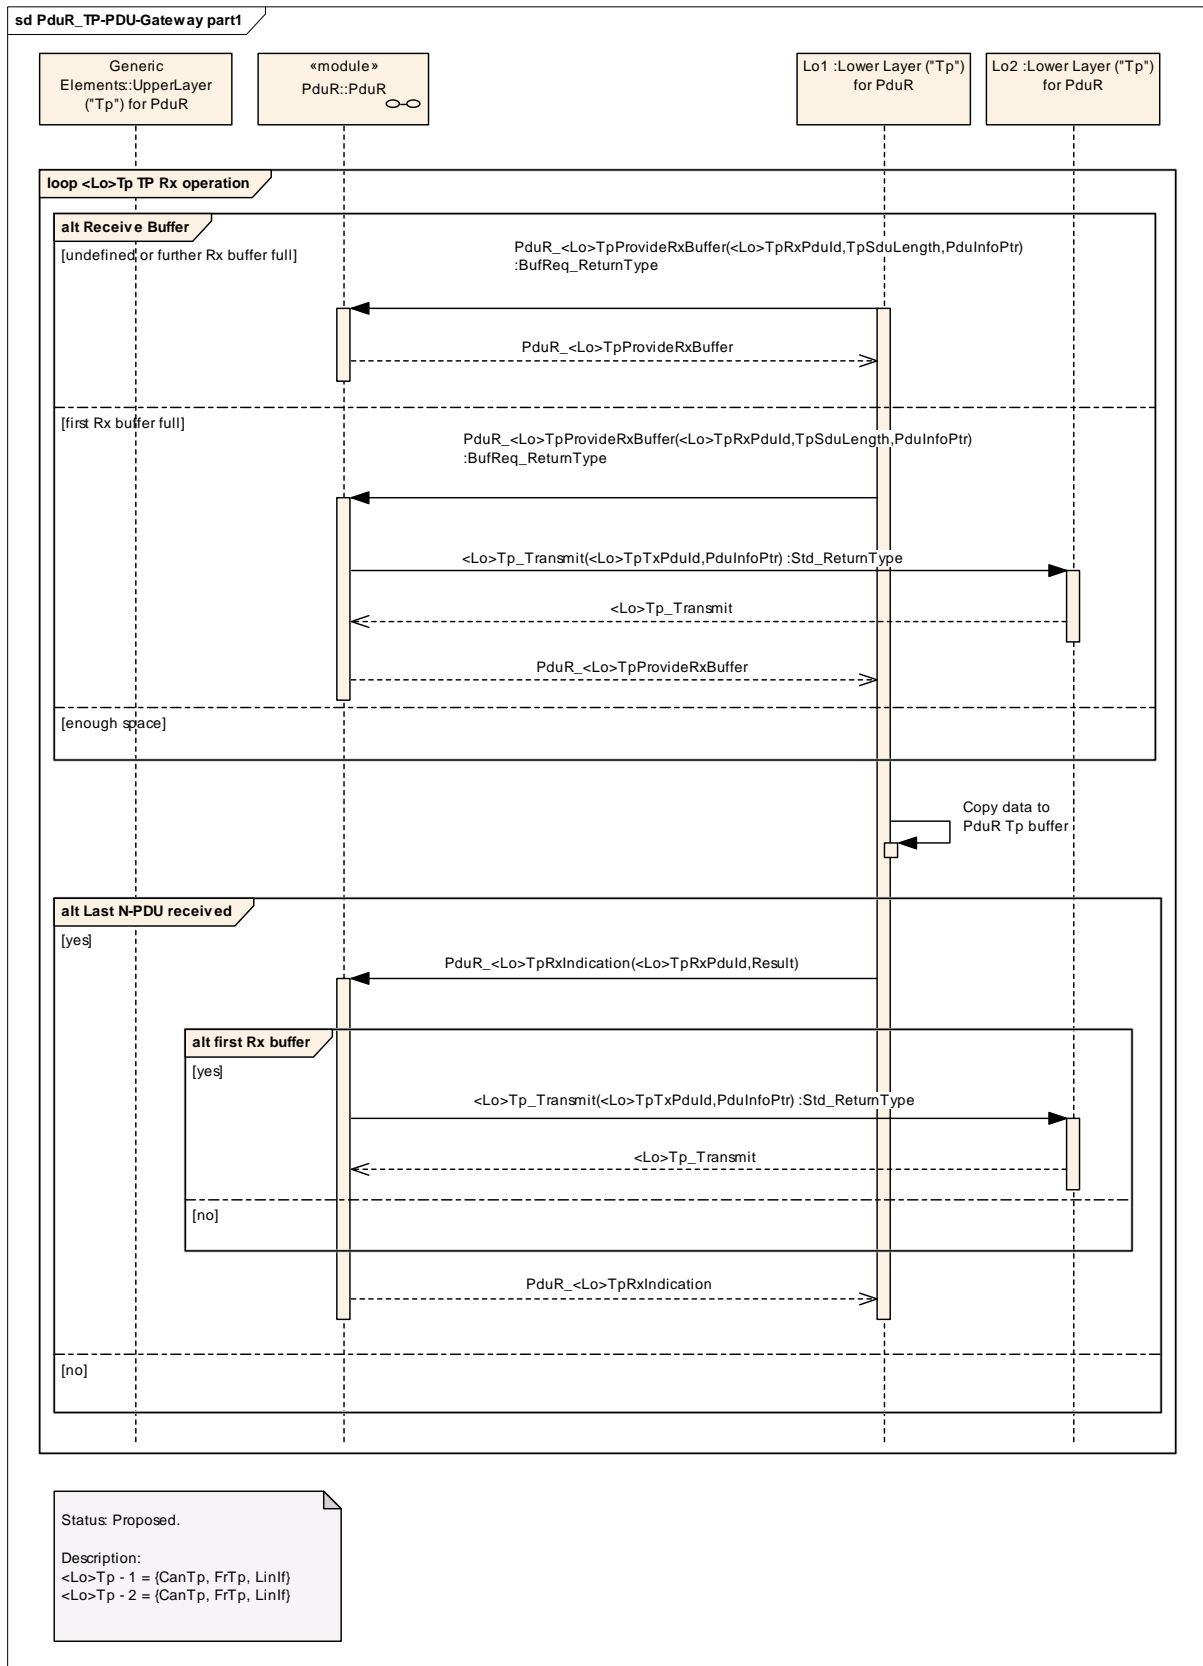 sd PduR_TP-PDU-Gateway part1
Generic
Elements::UpperLayer
("Tp") for PduR
«module»
PduR::PduR
Lo1 :Lower Layer ("Tp")
for PduR
Lo2 :Lower Layer ("Tp")
for PduR
loop <Lo>Tp TP Rx operation
alt Receive Buffer
[undefined or further Rx buffer full]
PduR_<Lo>TpProvideRxBuffer(<Lo>TpRxPduId,TpSduLength,PduInfoPtr)
:BufReq_ReturnType
PduR_<Lo>TpProvideRxBuffer
[first Rx buffer full]
PduR_<Lo>TpProvideRxBuffer(<Lo>TpRxPduId,TpSduLength,PduInfoPtr)
:BufReq_ReturnType
<Lo>Tp_Transmit(<Lo>TpTxPduId,PduInfoPtr) :Std_ReturnType
<Lo>Tp_Transmit
PduR_<Lo>TpProvideRxBuffer
[enough space]
Copy data to
PduR Tp buffer
alt Last N-PDU received
[yes]
PduR_<Lo>TpRxIndication(<Lo>TpRxPduId,Result)
alt first Rx buffer
[yes]
<Lo>Tp_Transmit(<Lo>TpTxPduId,PduInfoPtr) :Std_ReturnType
<Lo>Tp_Transmit
[no]
PduR_<Lo>TpRxIndication
[no]
Status: Proposed.
Description:
<Lo>Tp - 1 = {CanTp, FrTp, LinIf}
<Lo>Tp - 2 = {CanTp, FrTp, LinIf}